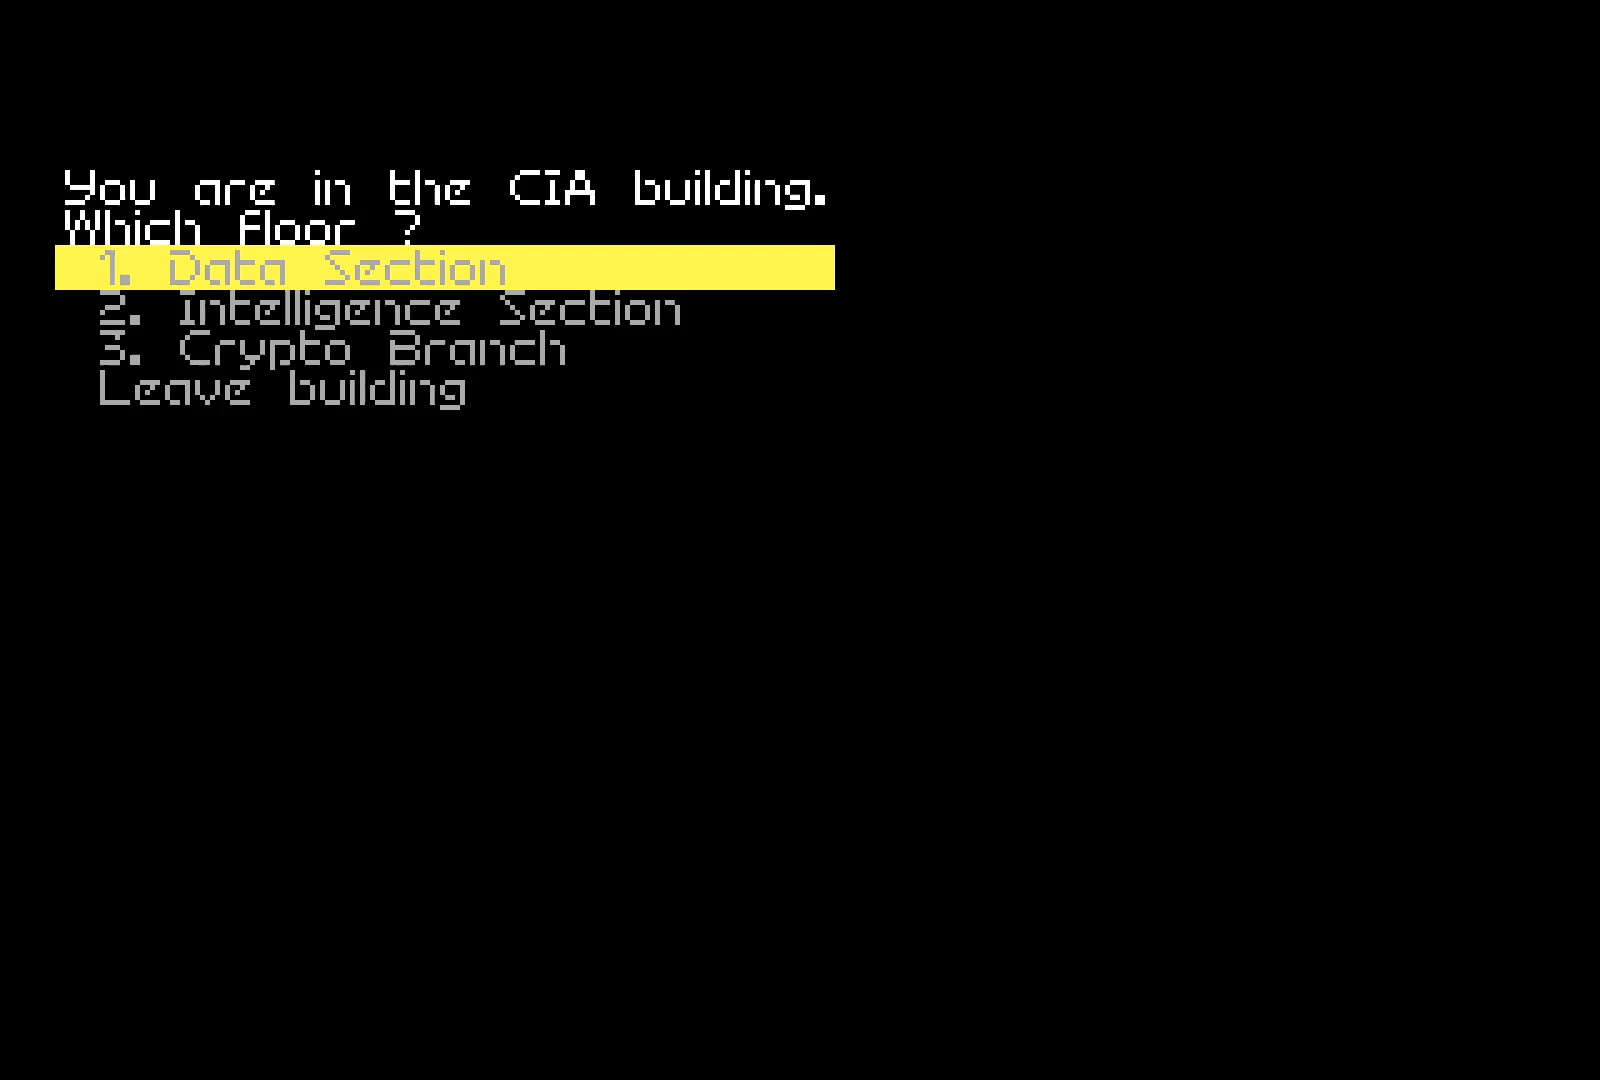 You are in the CIA building.
Which floor ?
1. Data Section
2. Intelligence Section
3. Crypto Branch
Leave building